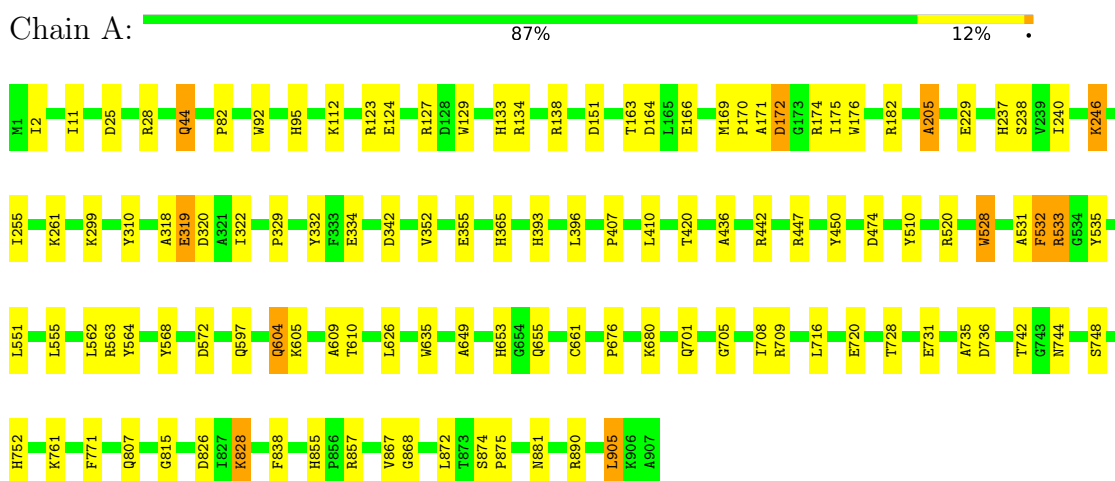 Chain A:
87%
12%
•
M1 I2 I11 D25 R28 Q44 P82 W92 H95 K112 R123 E124 R127 D128 W129 H133 R134 R138 D151 T163 D164 L165 E166 M169 P170 A171 D172 G173 R174 I175 W176 R182 A205 E229 H237 S238 V239 I240 K246
I255 K261 K299 Y310 A318 E319 D320 A321 I322 P329 Y332 F333 E334 D342 V352 E355 H365 H393 L396 P407 L410 T420 A436 R442 R447 Y450 D474 Y510 R520 W528 A531 F532 R533 G534 Y535
L551 L555 L562 R563 Y564 Y568 D572 Q597 Q604 K605 A609 T610 L626 W635 A649 H653 G654 Q655 C661 P676 K680 Q701 G705 I708 R709 L716 E720 T728 E731 A735 D736 T742 G743 N744 S748
H752 K761 F771 Q807 G815 D826 I827 K828 F838 H855 P856 R857 V867 G868 L872 T873 S874 P875 N881 R890 L905 K906 A907